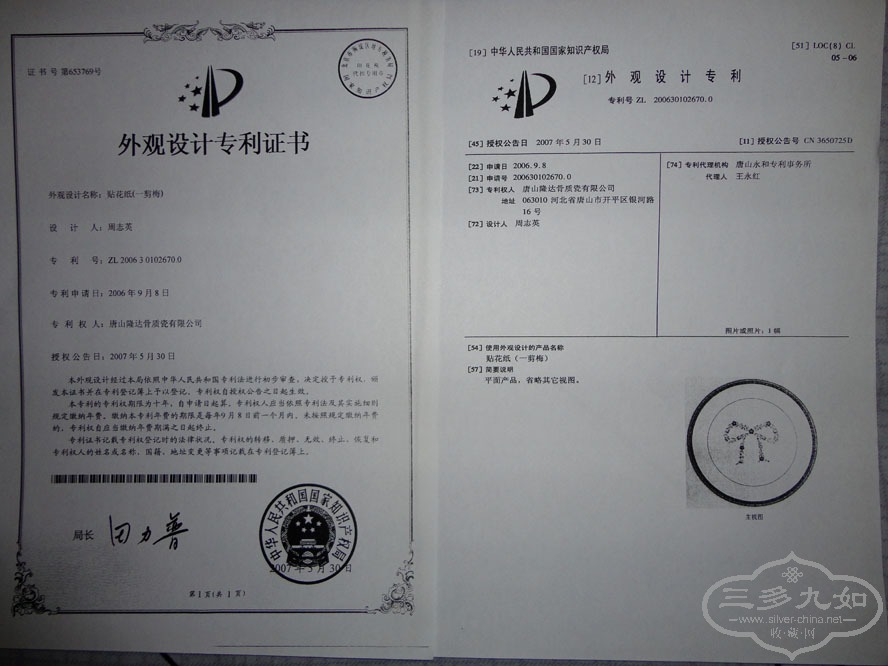 证书号 第653769号
外观设计专利证书
外观设计名称：贴花纸(一剪梅)
设 计 人：周志英
专 利 号：ZL 2006 3 0102670.0
专利申请日：2006 年 9 月 8 日
专 利 权 人：唐山隆达骨质瓷有限公司
授权公告日：2007 年 5 月 30 日
本外观设计经过本局依照中华人民共和国专利法进行初步审查，决定授予专利权，颁
发本证书并在专利登记簿上予以登记。专利权自授权公告之日起生效。
本专利的专利权期限为十年，自申请日起算。专利权人应当依照专利法及其实施细则
规定缴纳年费。缴纳本专利年费的期限是每年9月8日前一个月内。未按照规定缴纳年费
的，专利权自应当缴纳年费期满之日起终止。
专利证书记载专利权登记时的法律状况。专利权的转移、质押、无效、终止、恢复和
专利权人的姓名或名称、国籍、地址变更等事项记载在专利登记簿上。
局长 田力普
中华人民共和国国家知识产权局
2007 年 5 月 30 日
第 1 页(共 1 页)
[19] 中华人民共和国国家知识产权局
[51] LOC(8) Cl.
05-06
[12] 外 观 设 计 专 利
专利号 ZL 200630102670.0
[45] 授权公告日 2007 年 5 月 30 日
[11] 授权公告号 CN 3650725D
[22] 申请日 2006.9.8
[21] 申请号 200630102670.0
[73] 专利权人 唐山隆达骨质瓷有限公司
地址 063010 河北省唐山市开平区银河路
16 号
[72] 设计人 周志英
[74] 专利代理机构 唐山永和专利事务所
代理人 王永红
图片或照片：1 幅
[54] 使用外观设计的产品名称
贴花纸（一剪梅）
[57] 简要说明
平面产品，省略其它视图。
主视图
三多九如
www.silver-china.net
收·藏·网